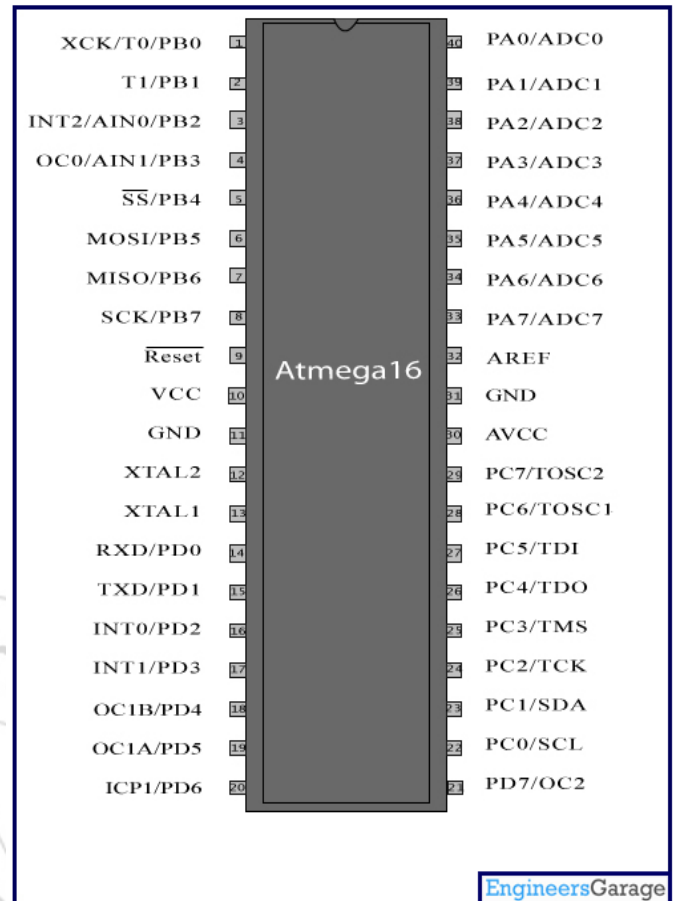 XCK/T0/PB0 1 40 PA0/ADC0
T1/PB1 2 39 PA1/ADC1
INT2/AIN0/PB2 3 38 PA2/ADC2
OC0/AIN1/PB3 4 37 PA3/ADC3
S̅S̅/PB4 5 36 PA4/ADC4
MOSI/PB5 6 35 PA5/ADC5
MISO/PB6 7 34 PA6/ADC6
SCK/PB7 8 33 PA7/ADC7
R̅e̅s̅e̅t̅ 9 32 AREF
Atmega16
VCC 10 31 GND
GND 11 30 AVCC
XTAL2 12 29 PC7/TOSC2
XTAL1 13 28 PC6/TOSC1
RXD/PD0 14 27 PC5/TDI
TXD/PD1 15 26 PC4/TDO
INT0/PD2 16 25 PC3/TMS
INT1/PD3 17 24 PC2/TCK
OC1B/PD4 18 23 PC1/SDA
OC1A/PD5 19 22 PC0/SCL
ICP1/PD6 20 21 PD7/OC2
EngineersGarage